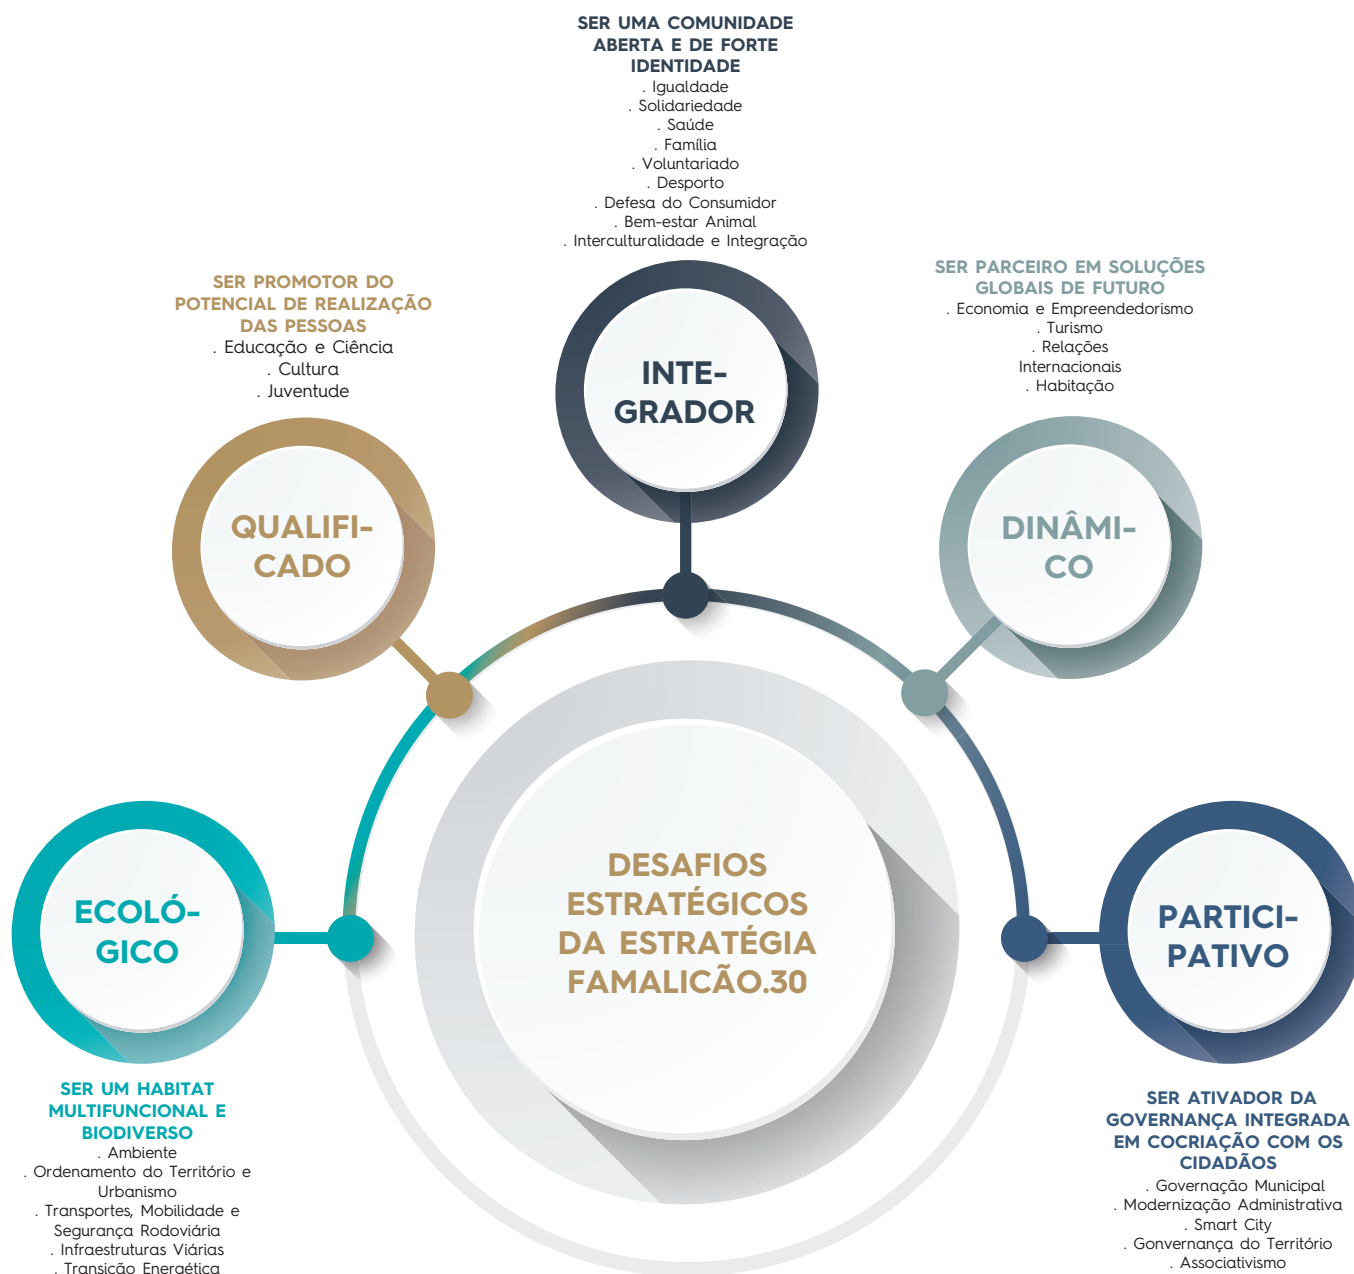 SER UMA COMUNIDADE
ABERTA E DE FORTE
IDENTIDADE
. Igualdade
. Solidariedade
. Saúde
. Família
. Voluntariado
. Desporto
. Defesa do Consumidor
. Bem-estar Animal
. Interculturalidade e Integração
INTE-
GRADOR
SER PROMOTOR DO
POTENCIAL DE REALIZAÇÃO
DAS PESSOAS
. Educação e Ciência
. Cultura
. Juventude
QUALIFI-
CADO
SER PARCEIRO EM SOLUÇÕES
GLOBAIS DE FUTURO
. Economia e Empreendedorismo
. Turismo
. Relações
Internacionais
. Habitação
DINÂMI-
CO
DESAFIOS
ESTRATÉGICOS
DA ESTRATÉGIA
FAMALICÃO.30
ECOLÓ-
GICO
SER UM HABITAT
MULTIFUNCIONAL E
BIODIVERSO
. Ambiente
. Ordenamento do Território e
Urbanismo
. Transportes, Mobilidade e
Segurança Rodoviária
. Infraestruturas Viárias
. Transição Energética
PARTICI-
PATIVO
SER ATIVADOR DA
GOVERNANÇA INTEGRADA
EM COCRIAÇÃO COM OS
CIDADÃOS
. Governação Municipal
. Modernização Administrativa
. Smart City
. Gonvernança do Território
. Associativismo